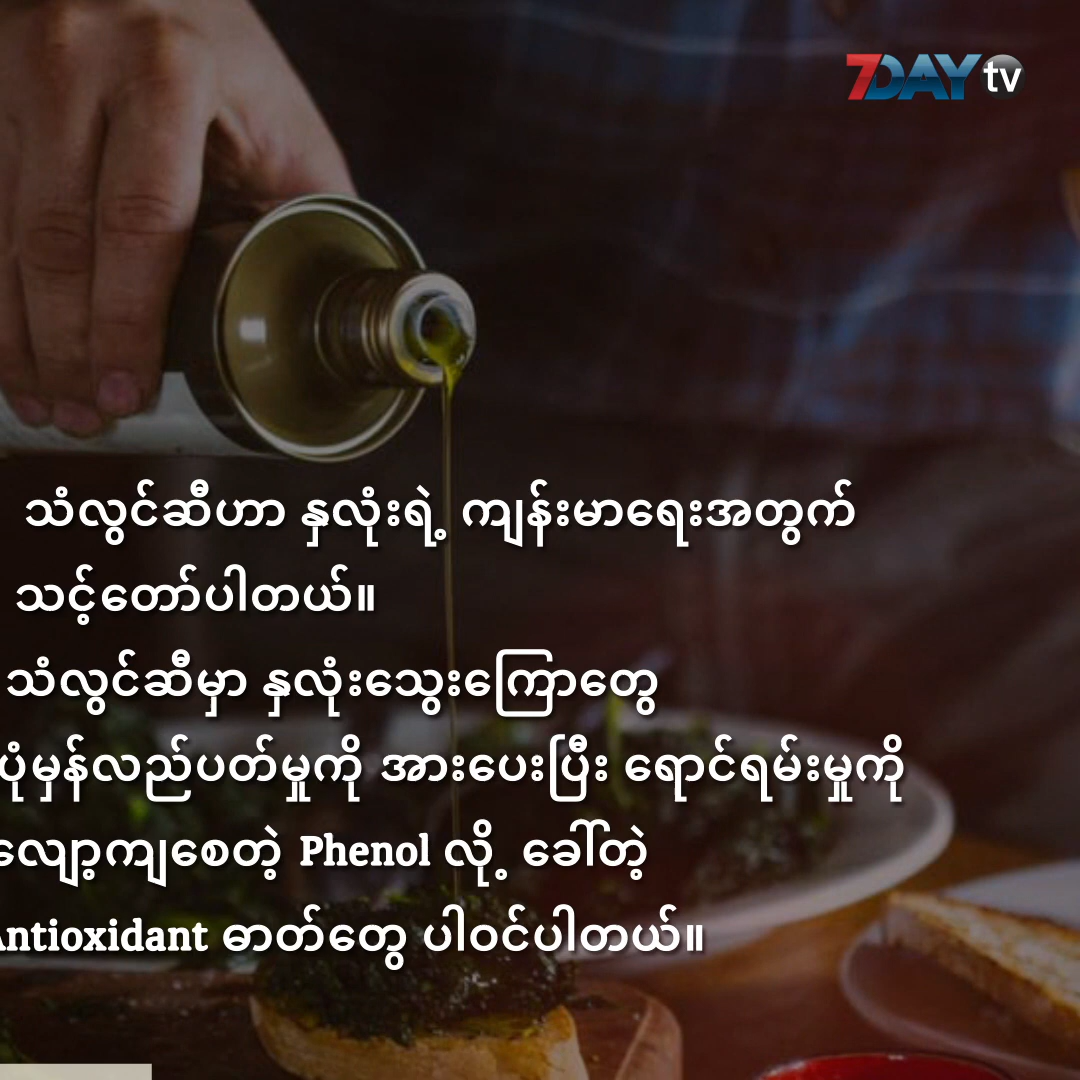 7DAY tv
သံလွင်ဆီဟာ နှလုံးရဲ့ ကျန်းမာရေးအတွက်
သင့်တော်ပါတယ်။
သံလွင်ဆီမှာ နှလုံးသွေးကြောတွေ
ပုံမှန်လည်ပတ်မှုကို အားပေးပြီး ရောင်ရမ်းမှုကို
လျော့ကျစေတဲ့ Phenol လို့ ခေါ်တဲ့
Antioxidant ဓာတ်တွေ ပါဝင်ပါတယ်။